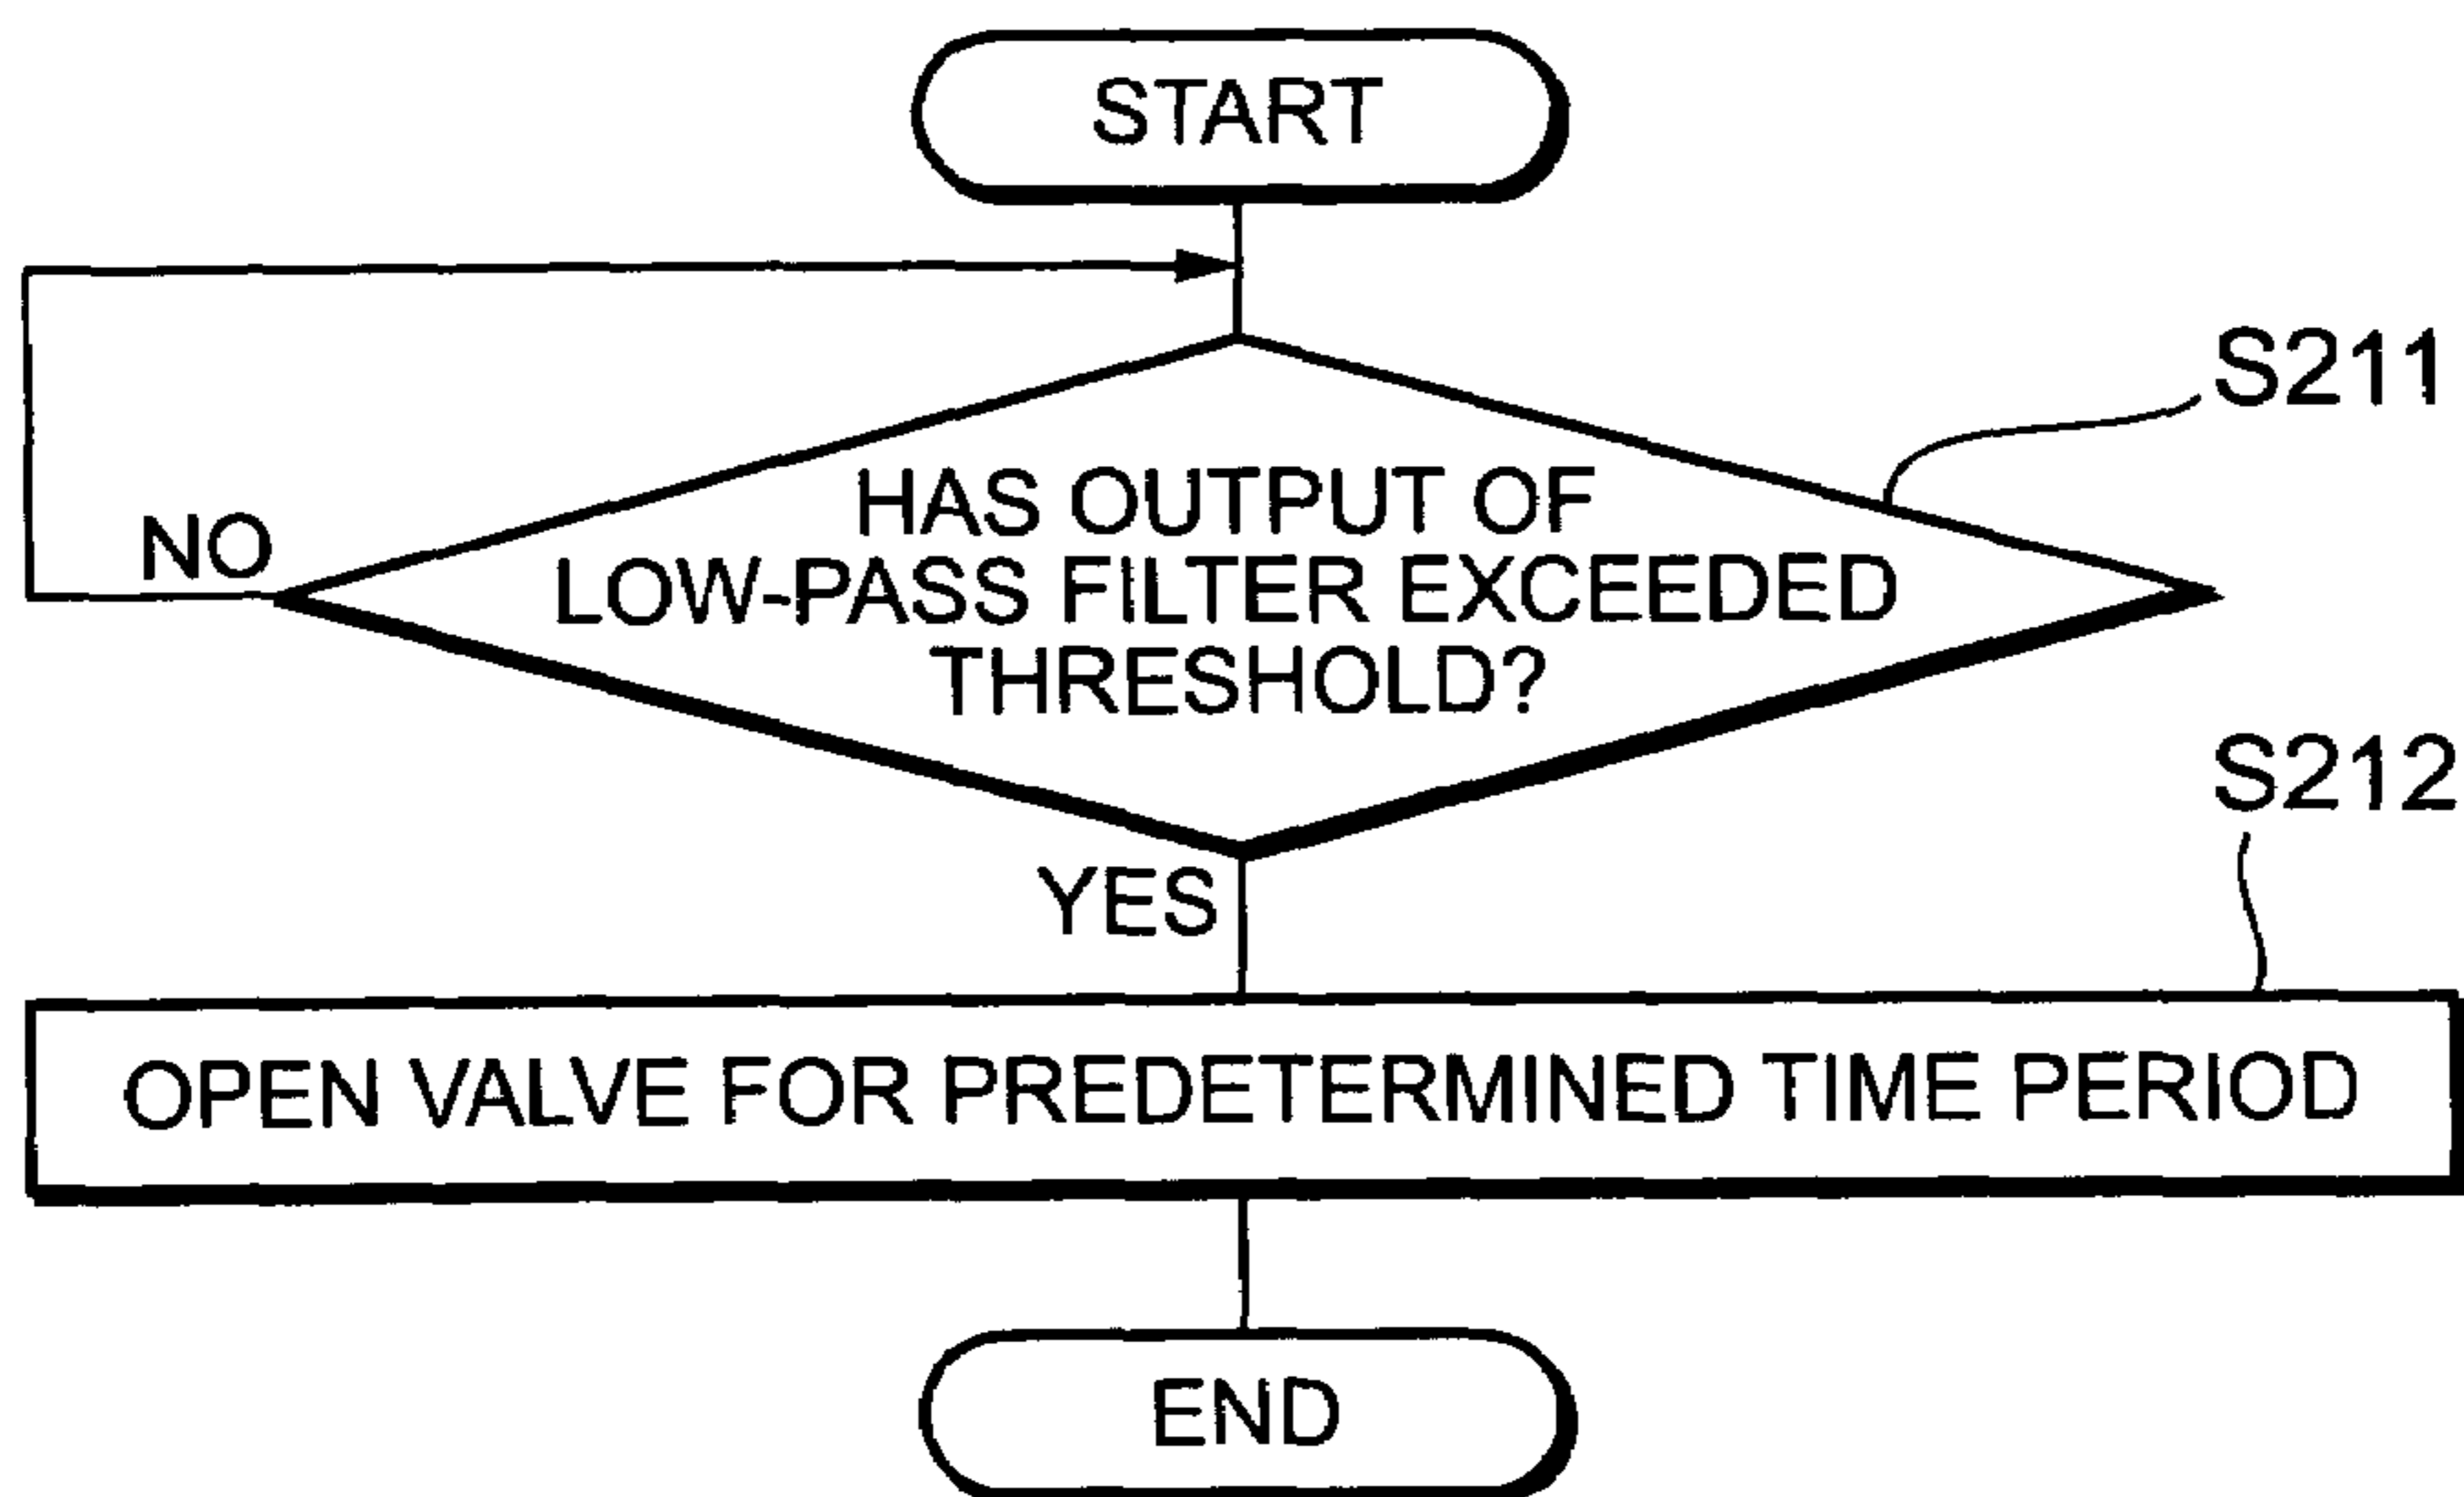 START
S211
HAS OUTPUT OF
LOW-PASS FILTER EXCEEDED
THRESHOLD?
NO
S212
YES
OPEN VALVE FOR PREDETERMINED TIME PERIOD
END